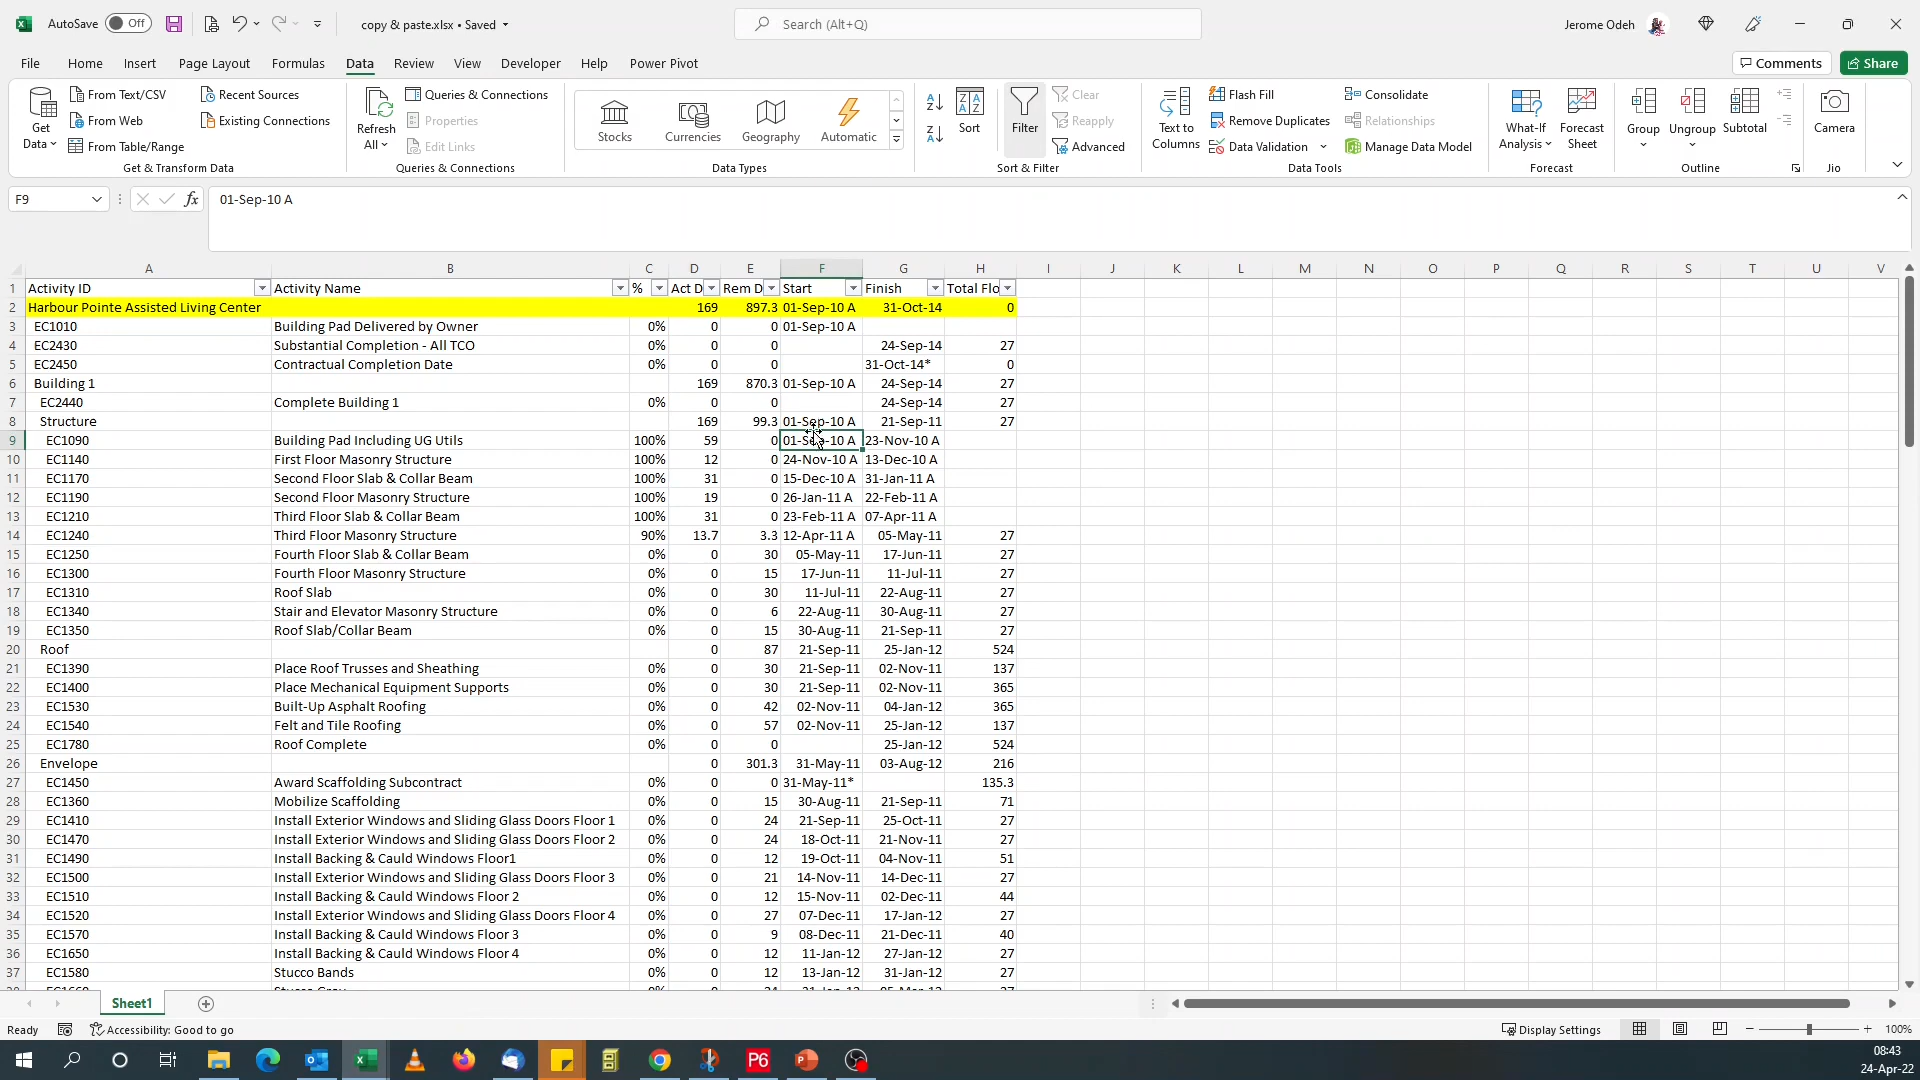 AutoSave Off copy & paste.xlsx • Saved Search (Alt+Q) Jerome Odeh
File Home Insert Page Layout Formulas Data Review View Developer Help Power Pivot Comments Share
Get Data From Text/CSV From Web From Table/Range Recent Sources Existing Connections Refresh All Queries & Connections Properties Edit Links Stocks Currencies Geography Automatic Sort Filter Clear Reapply Advanced Text to Columns Flash Fill Remove Duplicates Data Validation Consolidate Relationships Manage Data Model What-If Analysis Forecast Sheet Group Ungroup Subtotal Camera
Get & Transform Data Queries & Connections Data Types Sort & Filter Data Tools Forecast Outline Jio
F9 fx 01-Sep-10 A
A B C D E F G H I J K L M N O P Q R S T U V
1 Activity ID Activity Name % Act D Rem D Start Finish Total Flo
2 Harbour Pointe Assisted Living Center 169 897.3 01-Sep-10 A 31-Oct-14 0
3 EC1010 Building Pad Delivered by Owner 0% 0 0 01-Sep-10 A
4 EC2430 Substantial Completion - All TCO 0% 0 0 24-Sep-14 27
5 EC2450 Contractual Completion Date 0% 0 0 31-Oct-14* 0
6 Building 1 169 870.3 01-Sep-10 A 24-Sep-14 27
7 EC2440 Complete Building 1 0% 0 0 24-Sep-14 27
8 Structure 169 99.3 01-Sep-10 A 21-Sep-11 27
9 EC1090 Building Pad Including UG Utils 100% 59 0 01-Sep-10 A 23-Nov-10 A
10 EC1140 First Floor Masonry Structure 100% 12 0 24-Nov-10 A 13-Dec-10 A
11 EC1170 Second Floor Slab & Collar Beam 100% 31 0 15-Dec-10 A 31-Jan-11 A
12 EC1190 Second Floor Masonry Structure 100% 19 0 26-Jan-11 A 22-Feb-11 A
13 EC1210 Third Floor Slab & Collar Beam 100% 31 0 23-Feb-11 A 07-Apr-11 A
14 EC1240 Third Floor Masonry Structure 90% 13.7 3.3 12-Apr-11 A 05-May-11 27
15 EC1250 Fourth Floor Slab & Collar Beam 0% 0 30 05-May-11 17-Jun-11 27
16 EC1300 Fourth Floor Masonry Structure 0% 0 15 17-Jun-11 11-Jul-11 27
17 EC1310 Roof Slab 0% 0 30 11-Jul-11 22-Aug-11 27
18 EC1340 Stair and Elevator Masonry Structure 0% 0 6 22-Aug-11 30-Aug-11 27
19 EC1350 Roof Slab/Collar Beam 0% 0 15 30-Aug-11 21-Sep-11 27
20 Roof 0 87 21-Sep-11 25-Jan-12 524
21 EC1390 Place Roof Trusses and Sheathing 0% 0 30 21-Sep-11 02-Nov-11 137
22 EC1400 Place Mechanical Equipment Supports 0% 0 30 21-Sep-11 02-Nov-11 365
23 EC1530 Built-Up Asphalt Roofing 0% 0 42 02-Nov-11 04-Jan-12 365
24 EC1540 Felt and Tile Roofing 0% 0 57 02-Nov-11 25-Jan-12 137
25 EC1780 Roof Complete 0% 0 0 25-Jan-12 524
26 Envelope 0 301.3 31-May-11 03-Aug-12 216
27 EC1450 Award Scaffolding Subcontract 0% 0 0 31-May-11* 135.3
28 EC1360 Mobilize Scaffolding 0% 0 15 30-Aug-11 21-Sep-11 71
29 EC1410 Install Exterior Windows and Sliding Glass Doors Floor 1 0% 0 24 21-Sep-11 25-Oct-11 27
30 EC1470 Install Exterior Windows and Sliding Glass Doors Floor 2 0% 0 24 18-Oct-11 21-Nov-11 27
31 EC1490 Install Backing & Cauld Windows Floor1 0% 0 12 19-Oct-11 04-Nov-11 51
32 EC1500 Install Exterior Windows and Sliding Glass Doors Floor 3 0% 0 21 14-Nov-11 14-Dec-11 27
33 EC1510 Install Backing & Cauld Windows Floor 2 0% 0 12 15-Nov-11 02-Dec-11 44
34 EC1520 Install Exterior Windows and Sliding Glass Doors Floor 4 0% 0 27 07-Dec-11 17-Jan-12 27
35 EC1570 Install Backing & Cauld Windows Floor 3 0% 0 9 08-Dec-11 21-Dec-11 40
36 EC1650 Install Backing & Cauld Windows Floor 4 0% 0 12 11-Jan-12 27-Jan-12 27
37 EC1580 Stucco Bands 0% 0 12 13-Jan-12 31-Jan-12 27
Sheet1
Ready Accessibility: Good to go Display Settings 100%
P6 08:43
24-Apr-22